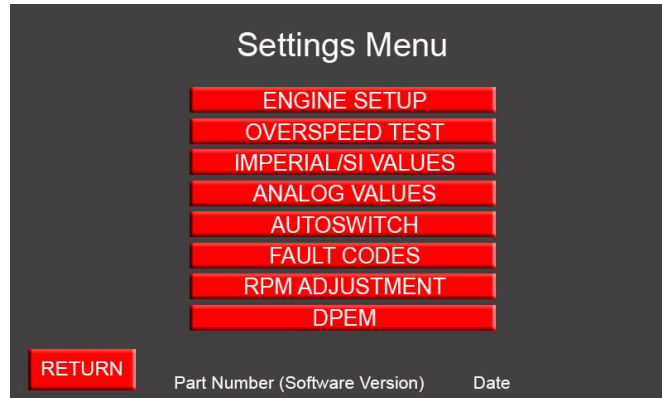 Settings Menu
ENGINE SETUP
OVERSPEED TEST
IMPERIAL/SI VALUES
ANALOG VALUES
AUTOSWITCH
FAULT CODES
RPM ADJUSTMENT
DPEM
RETURN
Part Number (Software Version) Date